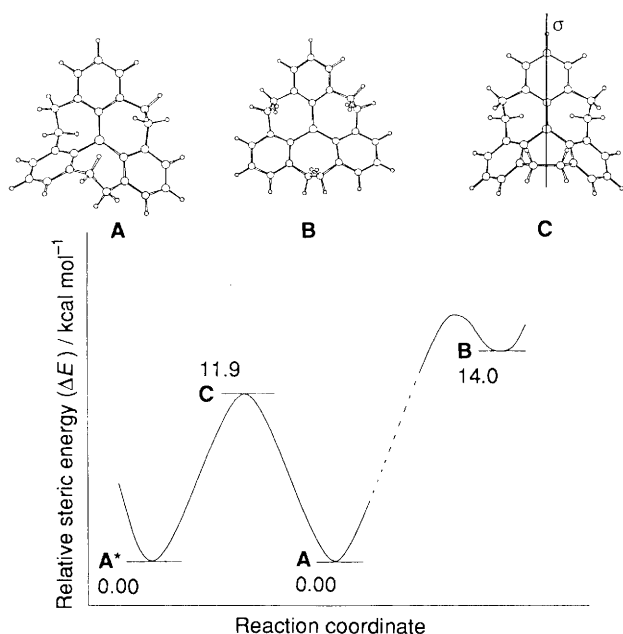 σ
A
B
C
Relative steric energy (ΔE) / kcal mol⁻¹
11.9
C
B
14.0
A*
A
0.00
0.00
Reaction coordinate